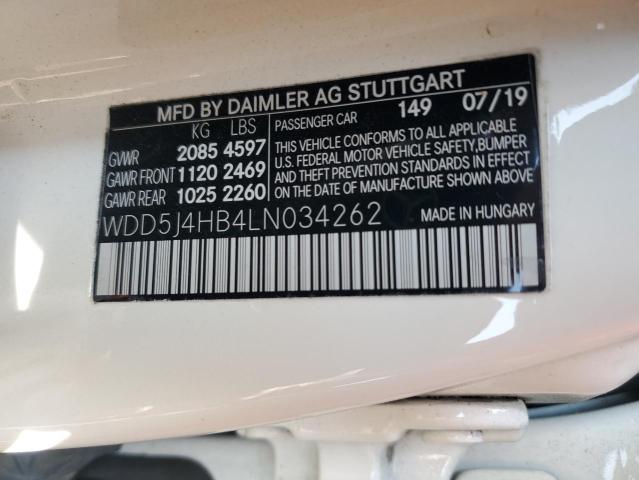 MFD BY DAIMLER AG STUTTGART
KG LBS PASSENGER CAR 149 07/19
GVWR 2085 4597
GAWR FRONT 1120 2469
GAWR REAR 1025 2260
THIS VEHICLE CONFORMS TO ALL APPLICABLE
U.S. FEDERAL MOTOR VEHICLE SAFETY,BUMPER
AND THEFT PREVENTION STANDARDS IN EFFECT
ON THE DATE OF MANUFACTURE SHOWN ABOVE.
WDD5J4HB4LN034262 MADE IN HUNGARY